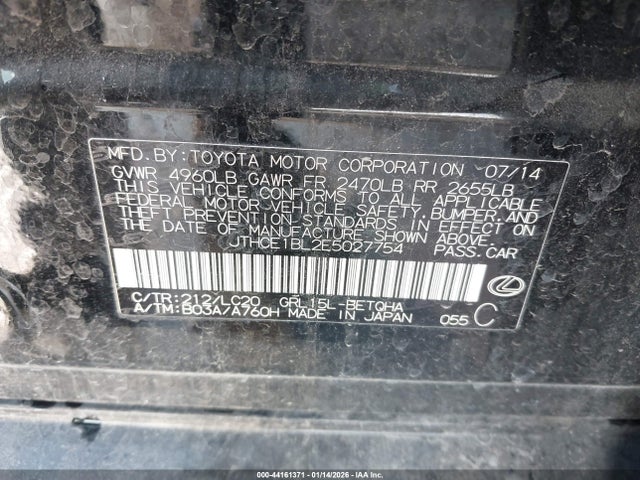 MFD. BY: TOYOTA MOTOR CORPORATION 07/14
GVWR 4960LB GAWR FR 2470LB RR 2655LB
THIS VEHICLE CONFORMS TO ALL APPLICABLE
FEDERAL MOTOR VEHICLE SAFETY, BUMPER, AND
THEFT PREVENTION STANDARDS IN EFFECT ON
THE DATE OF MANUFACTURE SHOWN ABOVE.
JTHCE1BL2E5027754 PASS. CAR
C/TR: 212/LC20 GRL15L-BETQHA
A/TM: B03A/A760H MADE IN JAPAN 055 C
000-44161371 - 01/14/2026 - IAAI.COM